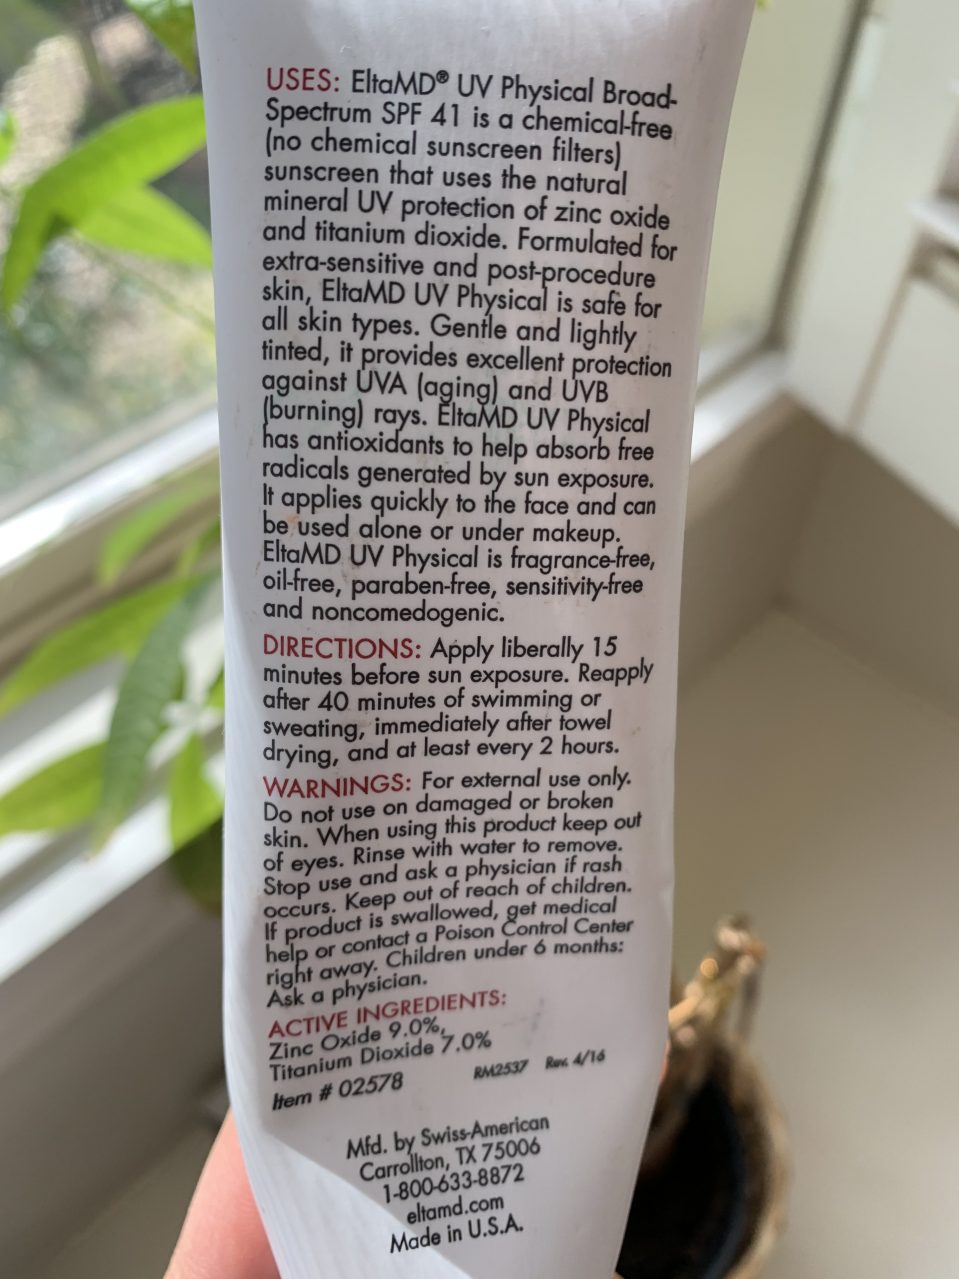 USES: EltaMD® UV Physical Broad-
Spectrum SPF 41 is a chemical-free
(no chemical sunscreen filters)
sunscreen that uses the natural
mineral UV protection of zinc oxide
and titanium dioxide. Formulated for
extra-sensitive and post-procedure
skin, EltaMD UV Physical is safe for
all skin types. Gentle and lightly
tinted, it provides excellent protection
against UVA (aging) and UVB
(burning) rays. EltaMD UV Physical
has antioxidants to help absorb free
radicals generated by sun exposure.
It applies quickly to the face and can
be used alone or under makeup.
EltaMD UV Physical is fragrance-free,
oil-free, paraben-free, sensitivity-free
and noncomedogenic.
DIRECTIONS: Apply liberally 15
minutes before sun exposure. Reapply
after 40 minutes of swimming or
sweating, immediately after towel
drying, and at least every 2 hours.
WARNINGS: For external use only.
Do not use on damaged or broken
skin. When using this product keep out
of eyes. Rinse with water to remove.
Stop use and ask a physician if rash
occurs. Keep out of reach of children.
If product is swallowed, get medical
help or contact a Poison Control Center
right away. Children under 6 months:
Ask a physician.
ACTIVE INGREDIENTS:
Zinc Oxide 9.0%,
Titanium Dioxide 7.0%
Item # 02578 RM2537 Rev. 4/16
Mfd. by Swiss-American
Carrollton, TX 75006
1-800-633-8872
eltamd.com
Made in U.S.A.